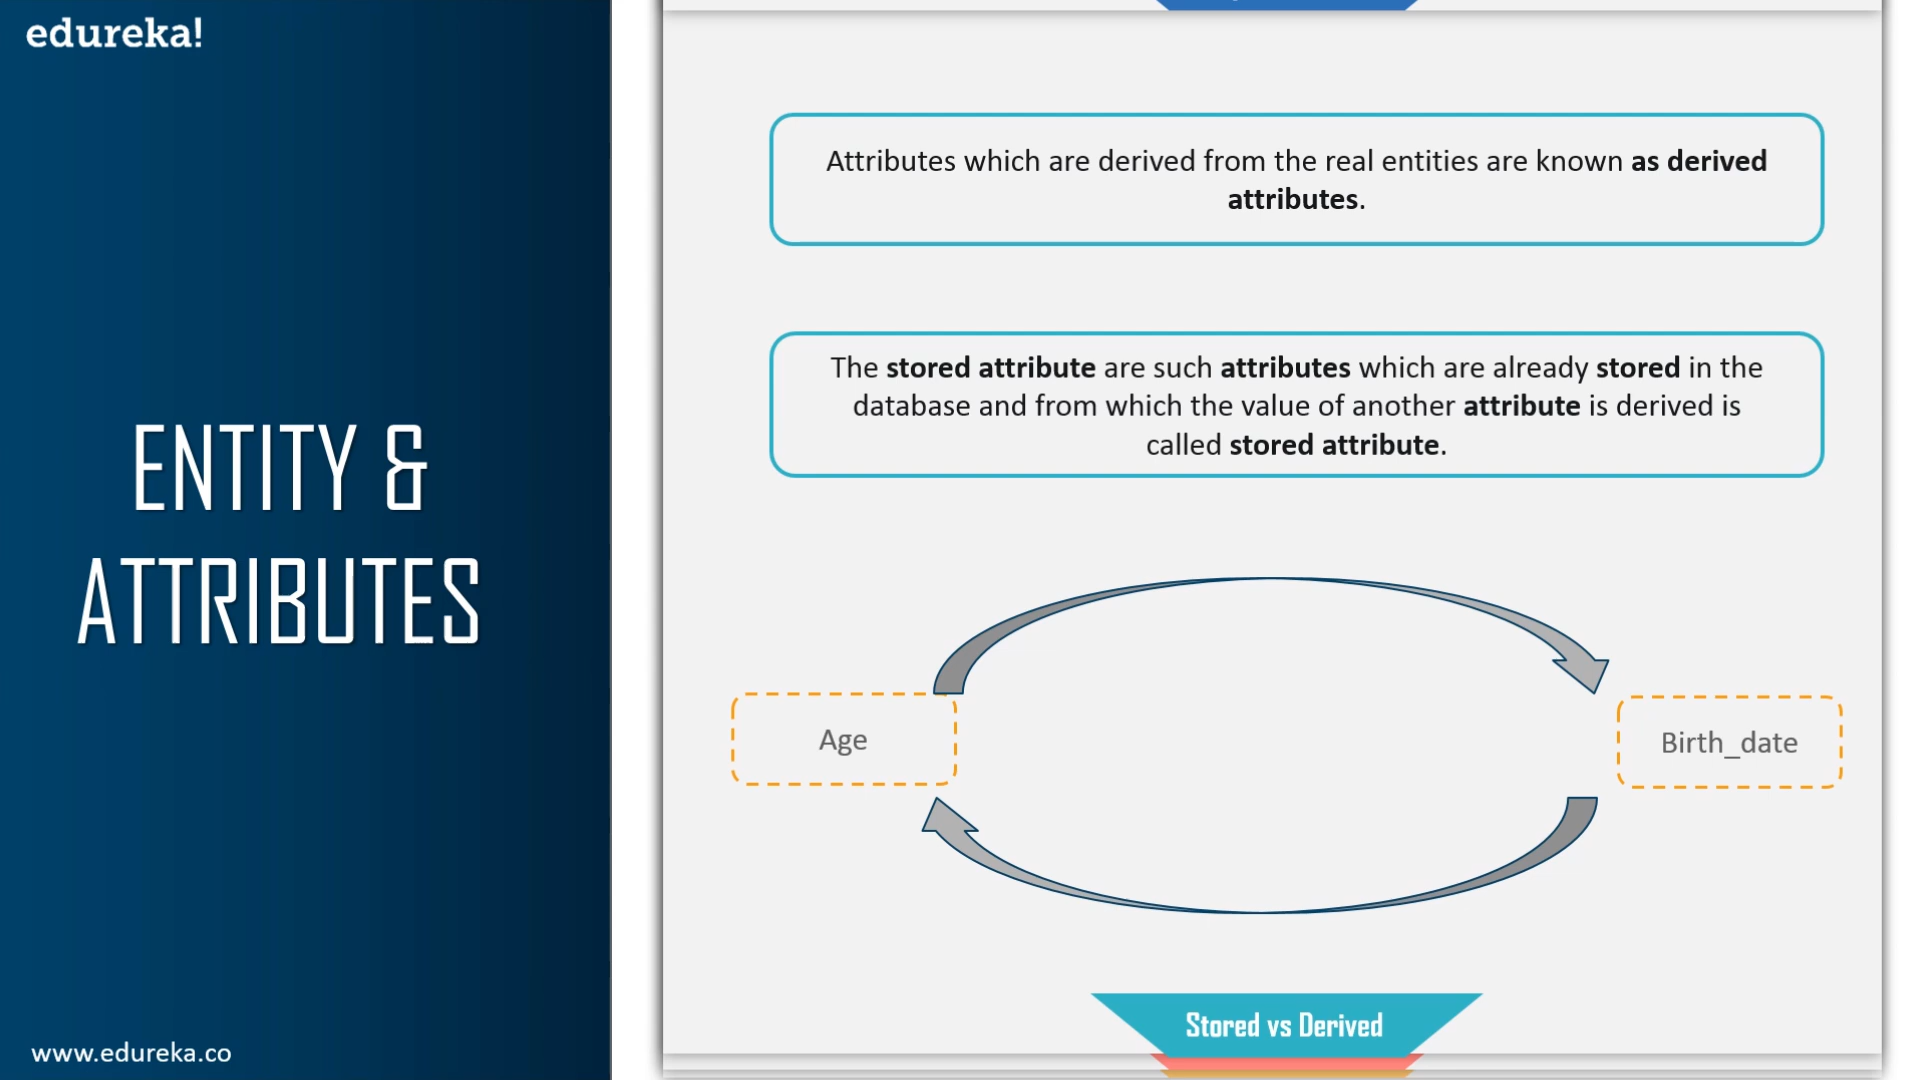 edureka!
ENTITY &
ATTRIBUTES
www.edureka.co
Attributes which are derived from the real entities are known as derived
attributes.
The stored attribute are such attributes which are already stored in the
database and from which the value of another attribute is derived is
called stored attribute.
Age
Birth_date
Stored vs Derived